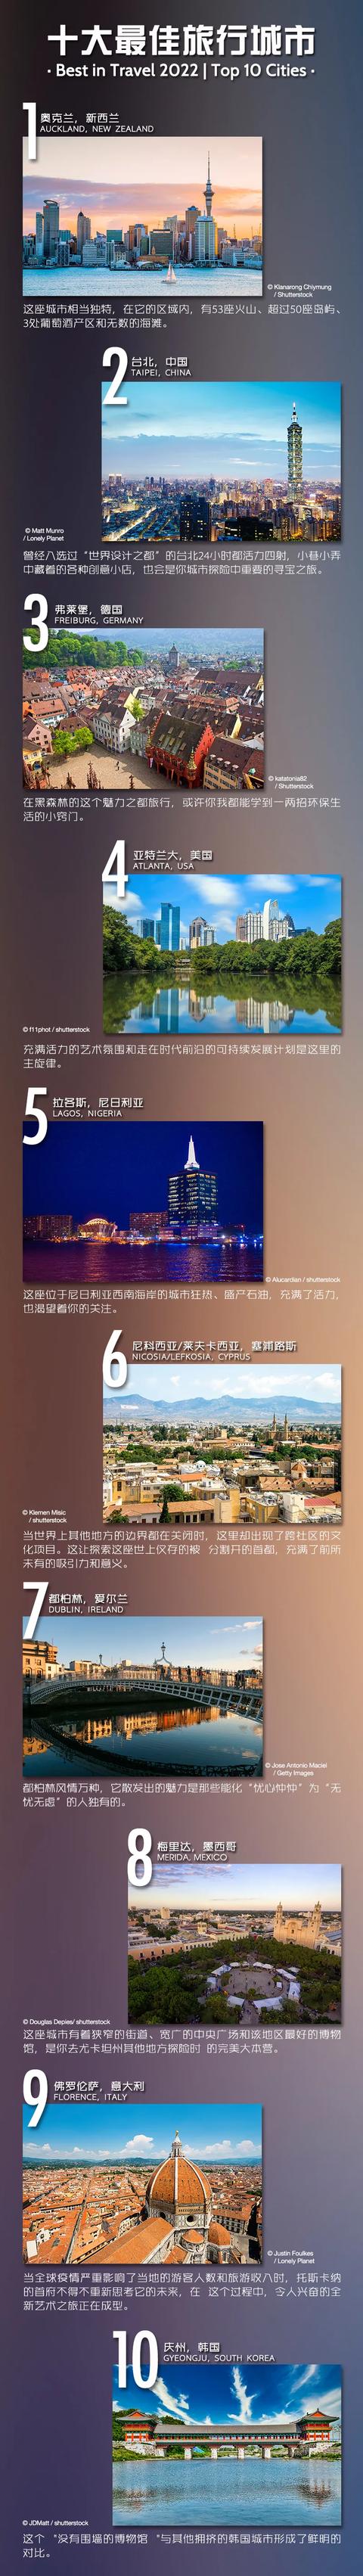 十大最佳旅行城市
· Best in Travel 2022 | Top 10 Cities ·
1
奥克兰，新西兰
AUCKLAND, NEW ZEALAND
© Klanarong Chiymung
/ Shutterstock
这座城市相当独特，在它的区域内，有53座火山、超过50座岛屿、
3处葡萄酒产区和无数的海滩。
2
台北，中国
TAIPEI, CHINA
© Matt Munro
/ Lonely Planet
曾经入选过“世界设计之都”的台北24小时都活力四射，小巷小弄
中藏着的各种创意小店，也会是你城市探险中重要的寻宝之旅。
3
弗莱堡，德国
FREIBURG, GERMANY
© katatonia82
/ Shutterstock
在黑森林的这个魅力之都旅行，或许你我都能学到一两招环保生
活的小窍门。
4
亚特兰大，美国
ATLANTA, USA
© f11phot / shutterstock
充满活力的艺术氛围和走在时代前沿的可持续发展计划是这里的
主旋律。
5
拉各斯，尼日利亚
LAGOS, NIGERIA
© Alucardian / shutterstock
这座位于尼日利亚西南海岸的城市狂热、盛产石油，充满了活力，
也渴望着你的关注。
6
尼科西亚/莱夫卡西亚，塞浦路斯
NICOSIA/LEFKOSIA, CYPRUS
© Klemen Misic
/ shutterstock
当世界上其他地方的边界都在关闭时，这里却出现了跨社区的文
化项目。这让探索这座世上仅存的被 分割开的首都，充满了前所
未有的吸引力和意义。
7
都柏林，爱尔兰
DUBLIN, IRELAND
© Jose Antonio Maciel
/ Getty Images
都柏林风情万种，它散发出的魅力是那些能化“忧心忡忡”为“无
忧无虑”的人独有的。
8
梅里达，墨西哥
MERIDA, MEXICO
© Douglas Depies/ shutterstock
这座城市有着狭窄的街道、宽广的中央广场和该地区最好的博物
馆，是你去尤卡坦州其他地方探险时 的完美大本营。
9
佛罗伦萨，意大利
FLORENCE, ITALY
© Justin Foulkes
/ Lonely Planet
当全球疫情严重影响了当地的游客人数和旅游收入时，托斯卡纳
的首府不得不重新思考它的未来，在 这个过程中，令人兴奋的全
新艺术之旅正在成型。
10
庆州，韩国
GYEONGJU, SOUTH KOREA
© JDMatt / shutterstock
这个 “没有围墙的博物馆 ”与其他拥挤的韩国城市形成了鲜明的
对比。